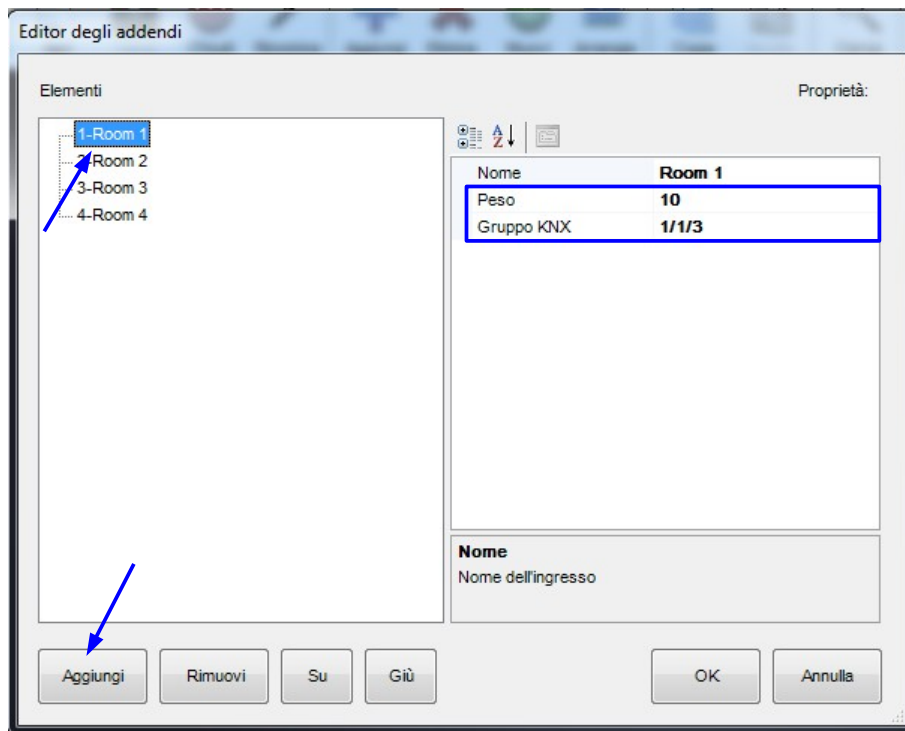 Editor degli addendi
Elementi
Proprietà:
1-Room 1
2-Room 2
3-Room 3
4-Room 4
Nome Room 1
Peso 10
Gruppo KNX 1/1/3
Nome
Nome dell'ingresso
Aggiungi Rimuovi Su Giù OK Annulla